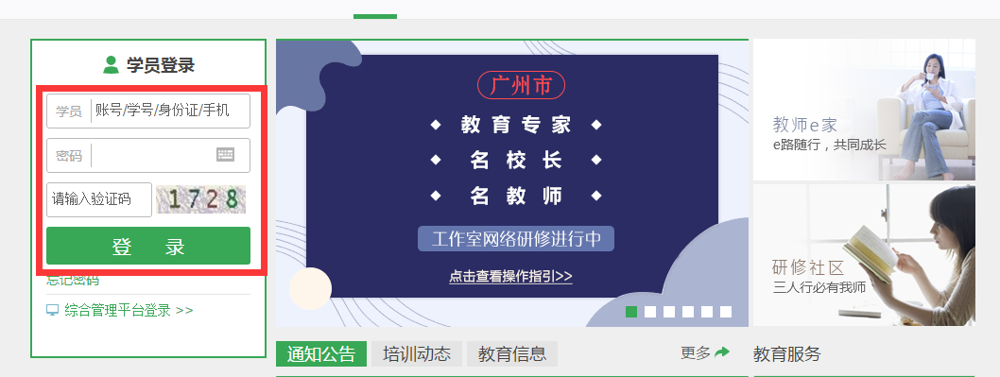 学员登录
学员 账号/学号/身份证/手机
密码
请输入验证码 1728
登 录
忘记密码
综合管理平台登录 >>
广州市
教育专家
名校长
名教师
工作室网络研修进行中
点击查看操作指引>>
教师e家
e路随行，共同成长
研修社区
三人行必有我师
通知公告 培训动态 教育信息 更多
教育服务